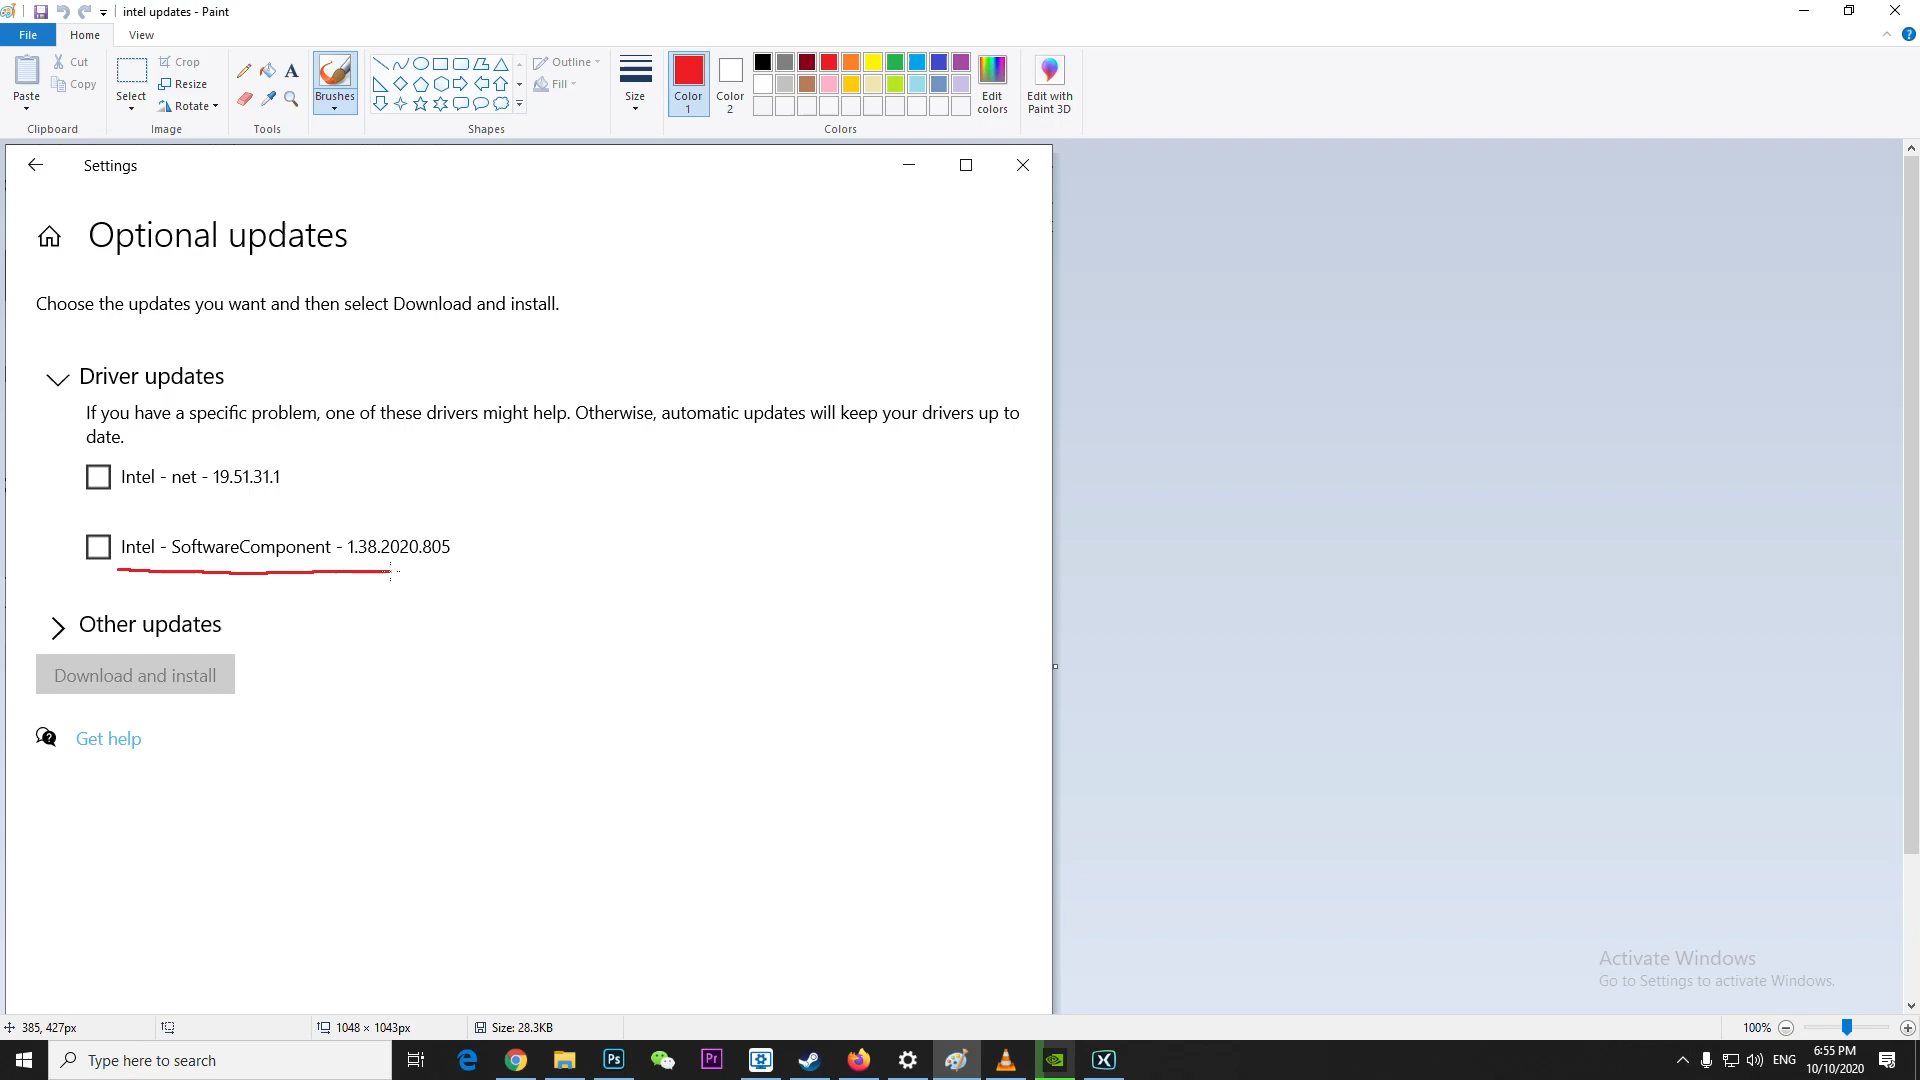 intel updates - Paint
File Home View
Paste
Cut
Copy
Clipboard
Select
Crop
Resize
Rotate
Image
Tools
Brushes
Outline
Fill
Shapes
Size
Color 1
Color 2
Colors
Edit colors
Edit with Paint 3D
Settings
Optional updates
Choose the updates you want and then select Download and install.
Driver updates
If you have a specific problem, one of these drivers might help. Otherwise, automatic updates will keep your drivers up to
date.
Intel - net - 19.51.31.1
Intel - SoftwareComponent - 1.38.2020.805
Other updates
Download and install
Get help
Activate Windows
Go to Settings to activate Windows.
385, 427px
1048 × 1043px
Size: 28.3KB
100%
Type here to search
Ps
Pr
ENG
6:55 PM
10/10/2020